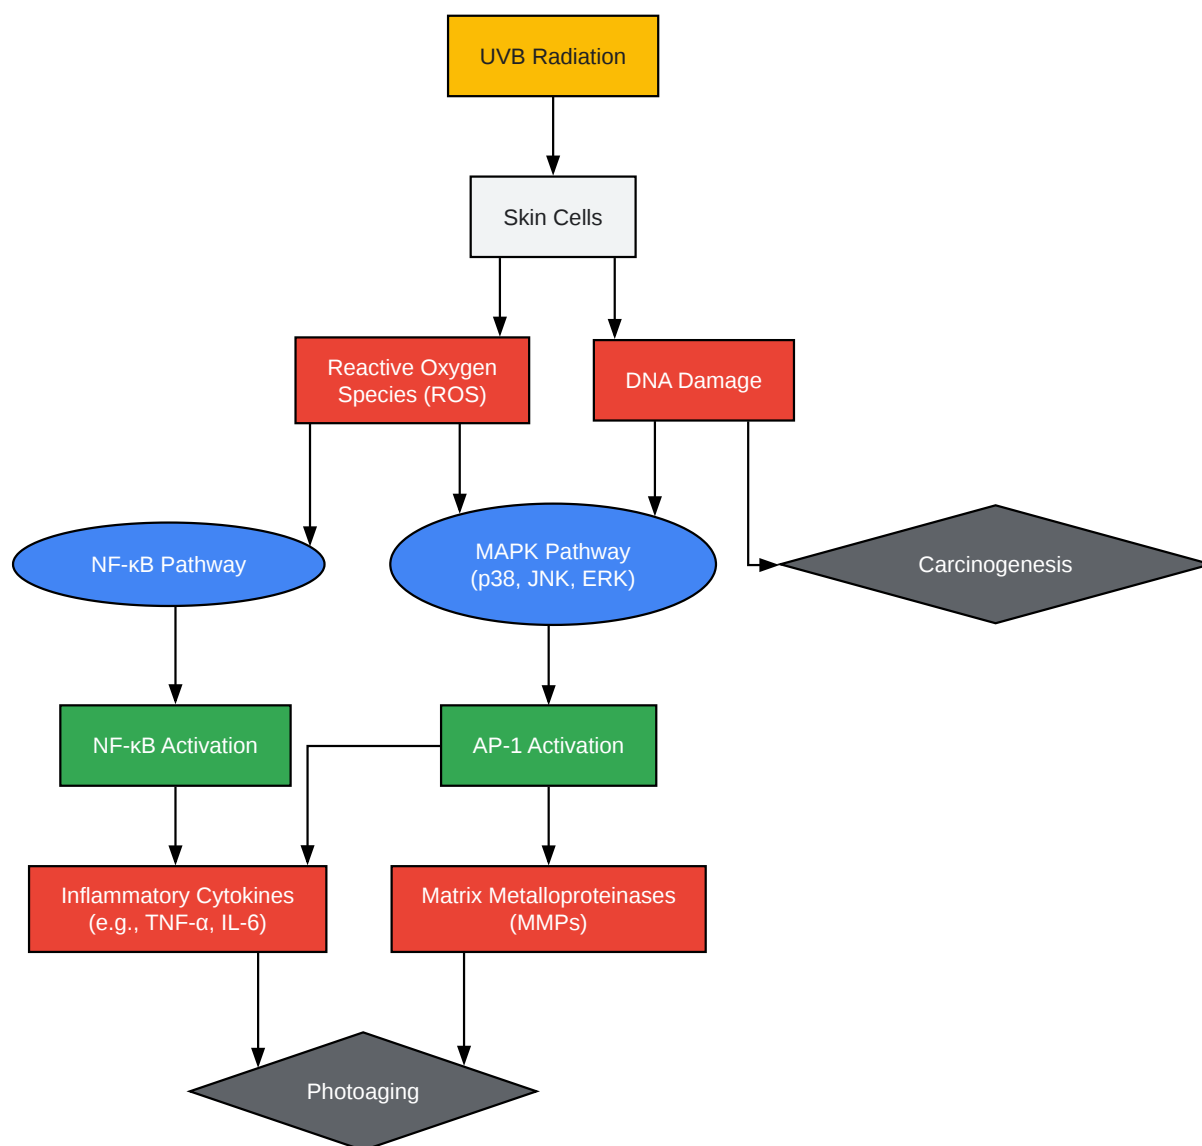 UVB Radiation
Skin Cells
Reactive Oxygen
Species (ROS)
DNA Damage
NF-κB Pathway
MAPK Pathway
(p38, JNK, ERK)
Carcinogenesis
NF-κB Activation
AP-1 Activation
Inflammatory Cytokines
(e.g., TNF-α, IL-6)
Matrix Metalloproteinases
(MMPs)
Photoaging